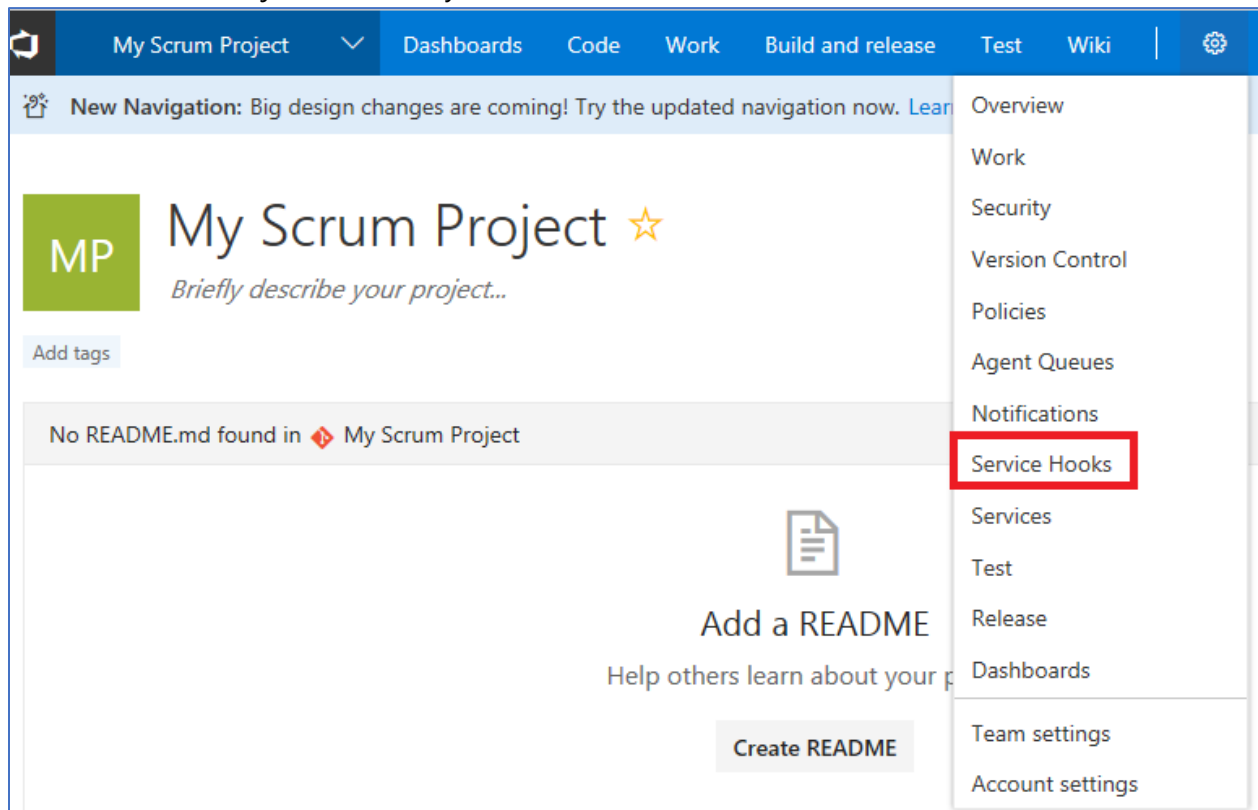 My Scrum Project Dashboards Code Work Build and release Test Wiki
New Navigation: Big design changes are coming! Try the updated navigation now.
MP
My Scrum Project
Briefly describe your project...
Add tags
No README.md found in My Scrum Project
Add a README
Help others learn about your
Create README
Overview
Work
Security
Version Control
Policies
Agent Queues
Notifications
Service Hooks
Services
Test
Release
Dashboards
Team settings
Account settings